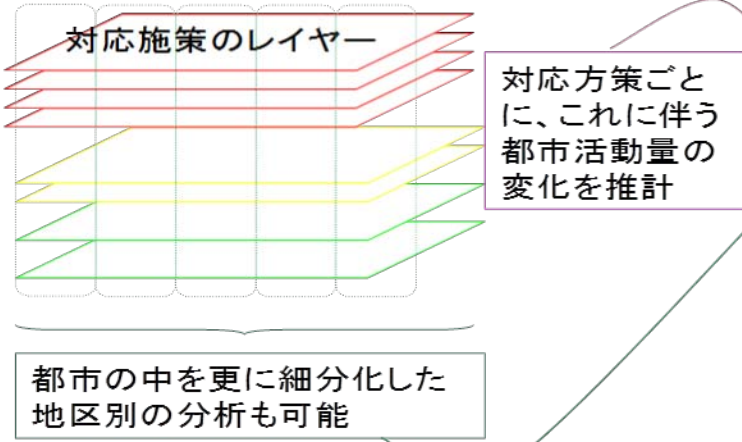 対応施策のレイヤー
対応方策ごと
に、これに伴う
都市活動量の
変化を推計
都市の中を更に細分化した
地区別の分析も可能